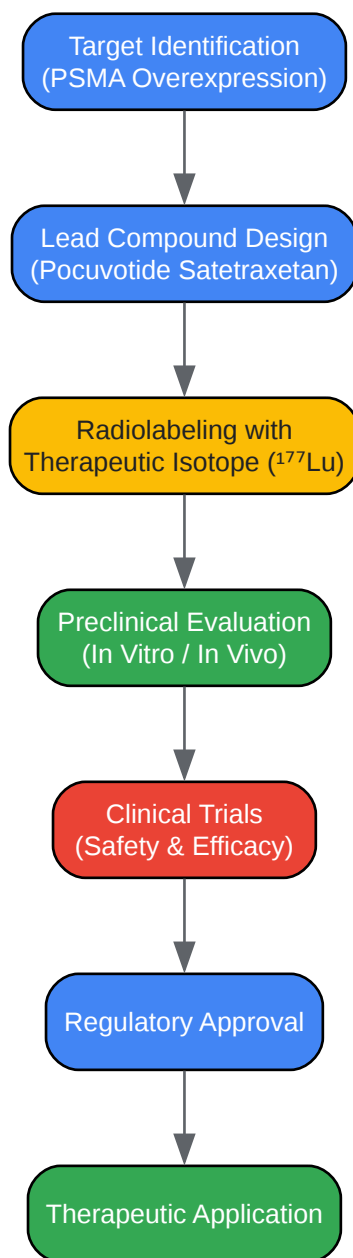 Target Identification
(PSMA Overexpression)
Lead Compound Design
(Pocuvotide Satetraxetan)
Radiolabeling with
Therapeutic Isotope (¹⁷⁷Lu)
Preclinical Evaluation
(In Vitro / In Vivo)
Clinical Trials
(Safety & Efficacy)
Regulatory Approval
Therapeutic Application